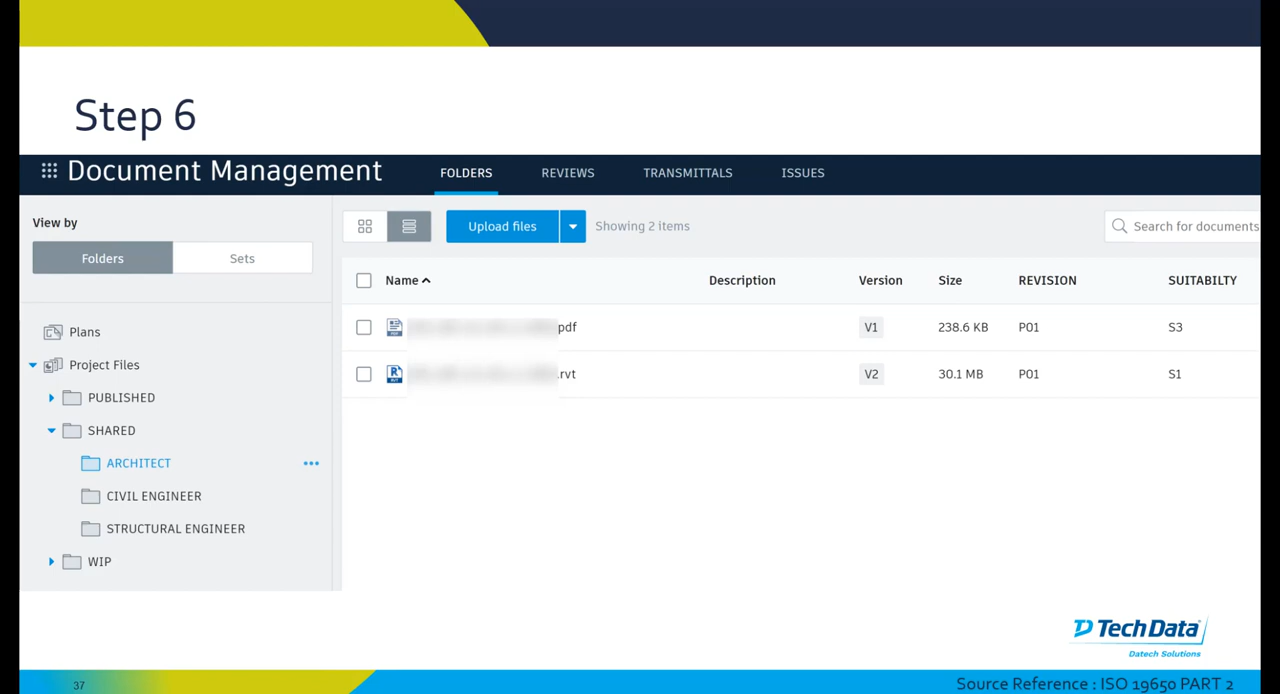 Step 6
Document Management FOLDERS REVIEWS TRANSMITTALS ISSUES
View by
Folders Sets
Plans
Project Files
PUBLISHED
SHARED
ARCHITECT
CIVIL ENGINEER
STRUCTURAL ENGINEER
WIP
Upload files Showing 2 items Search for documents
Name Description Version Size REVISION SUITABILTY
pdf V1 238.6 KB P01 S3
.rvt V2 30.1 MB P01 S1
Tech Data
Datech Solutions
37
Source Reference : ISO 19650 PART 2